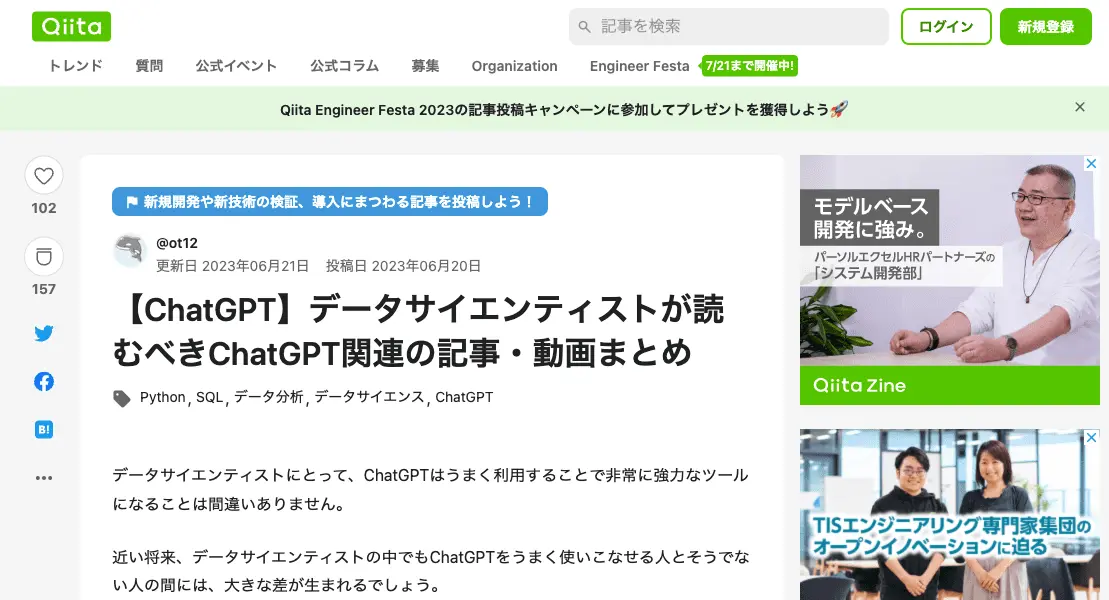 Qiita
記事を検索
ログイン
新規登録
トレンド 質問 公式イベント 公式コラム 募集 Organization Engineer Festa 7/21まで開催中!
Qiita Engineer Festa 2023の記事投稿キャンペーンに参加してプレゼントを獲得しよう🚀
102
157
B!
新規開発や新技術の検証、導入にまつわる記事を投稿しよう！
@ot12
更新日 2023年06月21日 投稿日 2023年06月20日
【ChatGPT】データサイエンティストが読
むべきChatGPT関連の記事・動画まとめ
Python, SQL, データ分析, データサイエンス, ChatGPT
データサイエンティストにとって、ChatGPTはうまく利用することで非常に強力なツール
になることは間違いありません。
近い将来、データサイエンティストの中でもChatGPTをうまく使いこなせる人とそうでな
い人の間には、大きな差が生まれるでしょう。
モデルベース
開発に強み。
パーソルエクセルHRパートナーズの
「システム開発部」
Qiita Zine
TISエンジニアリング専門家集団の
オープンイノベーションに迫る